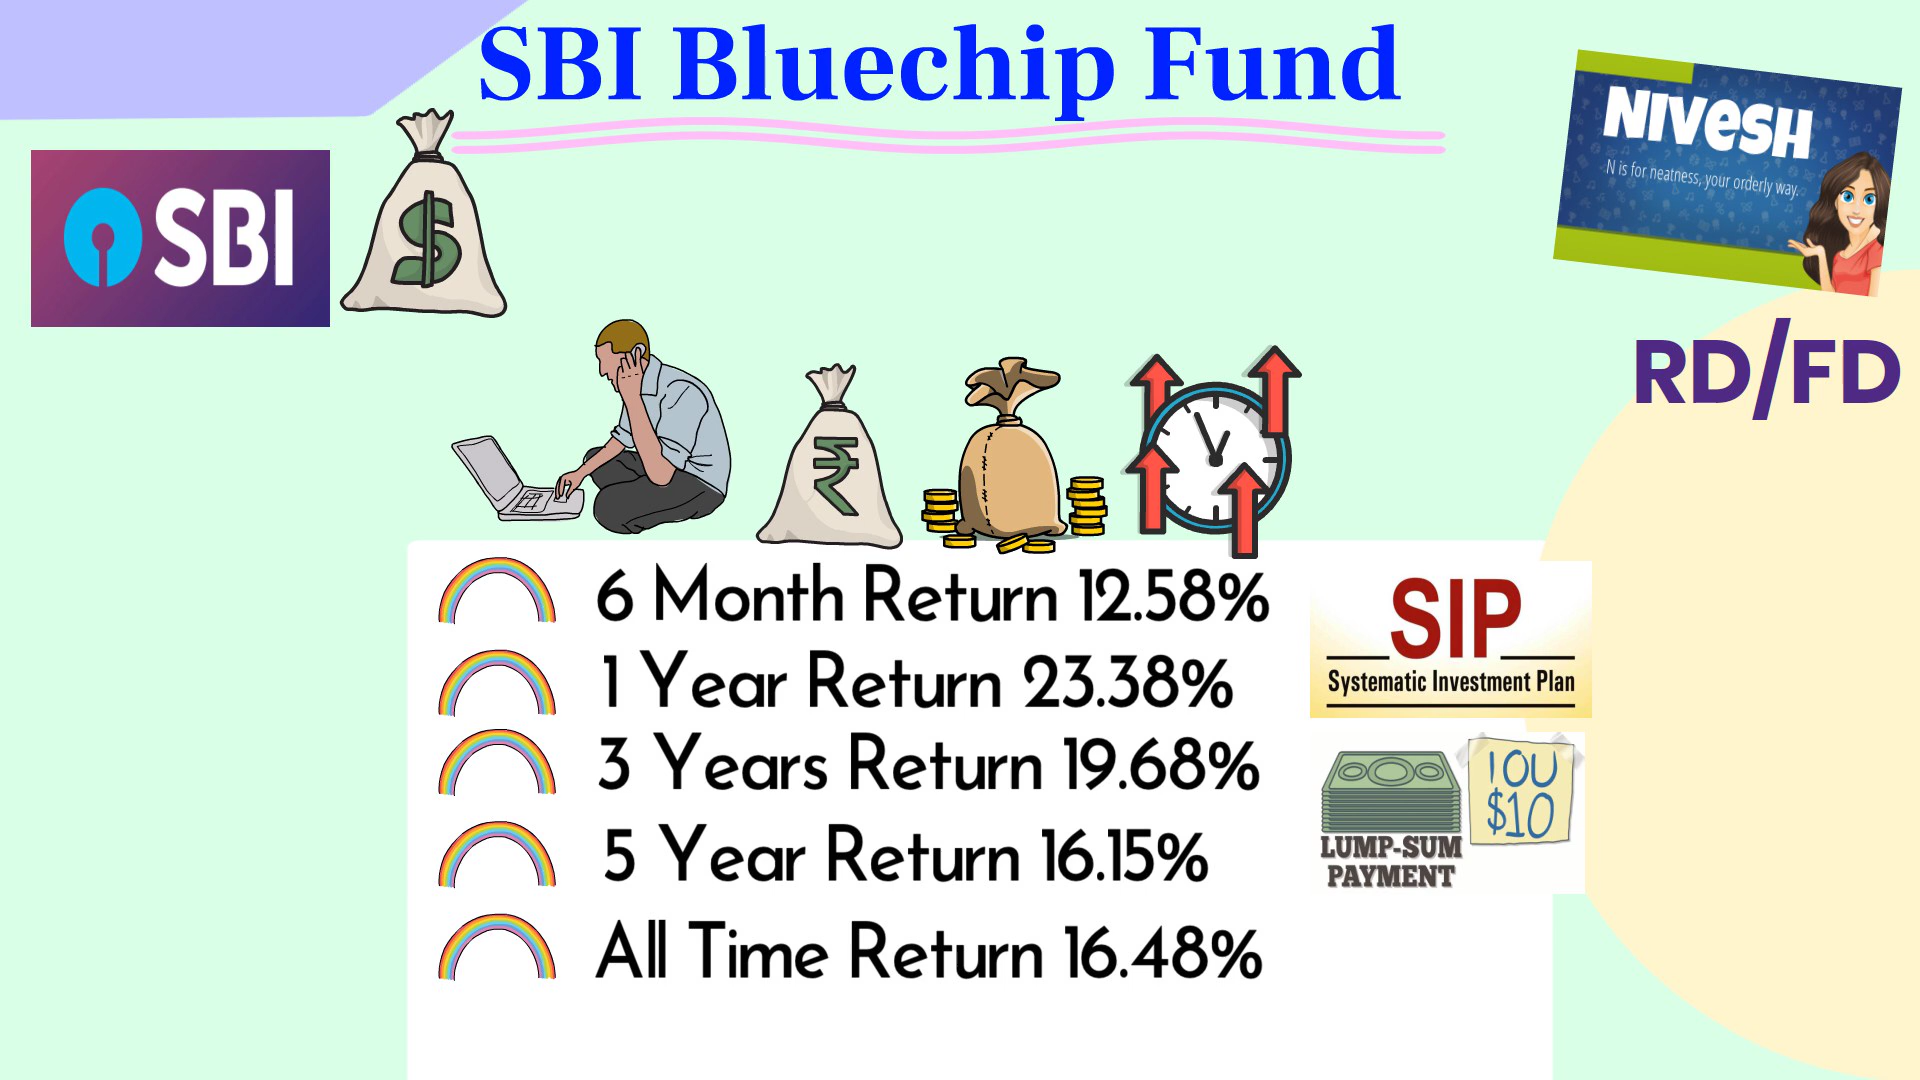 SBI Bluechip Fund
SBI
$
NIVesH
N is for neatness, your orderly way.
RD/FD
₹
6 Month Return 12.58%
1 Year Return 23.38%
3 Years Return 19.68%
5 Year Return 16.15%
All Time Return 16.48%
SIP
Systematic Investment Plan
IOU
$10
LUMP-SUM
PAYMENT